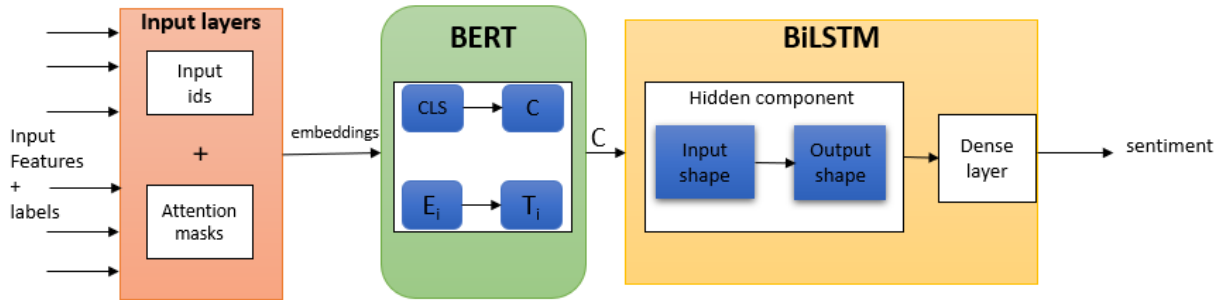 Input layers
Input
ids
+
Attention
masks
Input
Features
+
labels
embeddings
BERT
CLS
C
Ei
Ti
C
BiLSTM
Hidden component
Input
shape
Output
shape
Dense
layer
sentiment